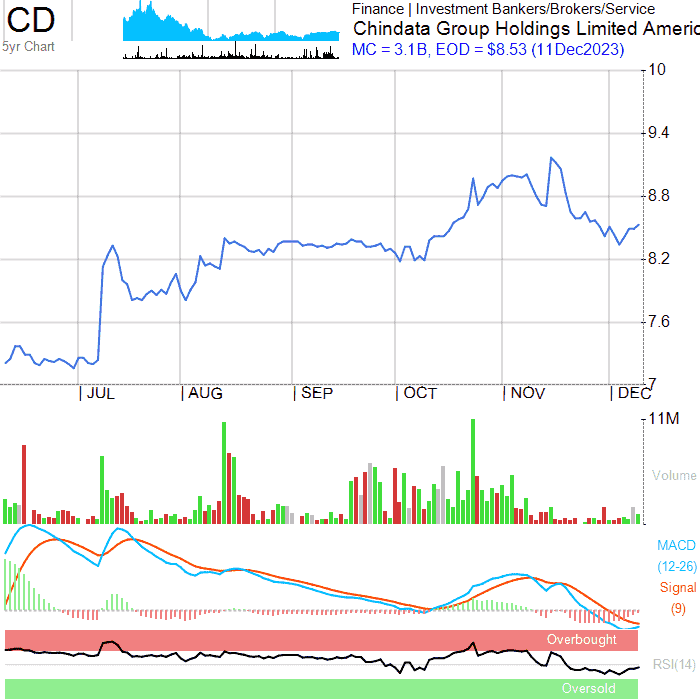 CD
5yr Chart
Finance | Investment Bankers/Brokers/Service
Chindata Group Holdings Limited Americ
MC = 3.1B, EOD = $8.53 (11Dec2023)
10
9.4
8.8
8.2
7.6
7
JUL AUG SEP OCT NOV DEC
11M
Volume
MACD
(12-26)
Signal
(9)
Overbought
RSI(14)
Oversold